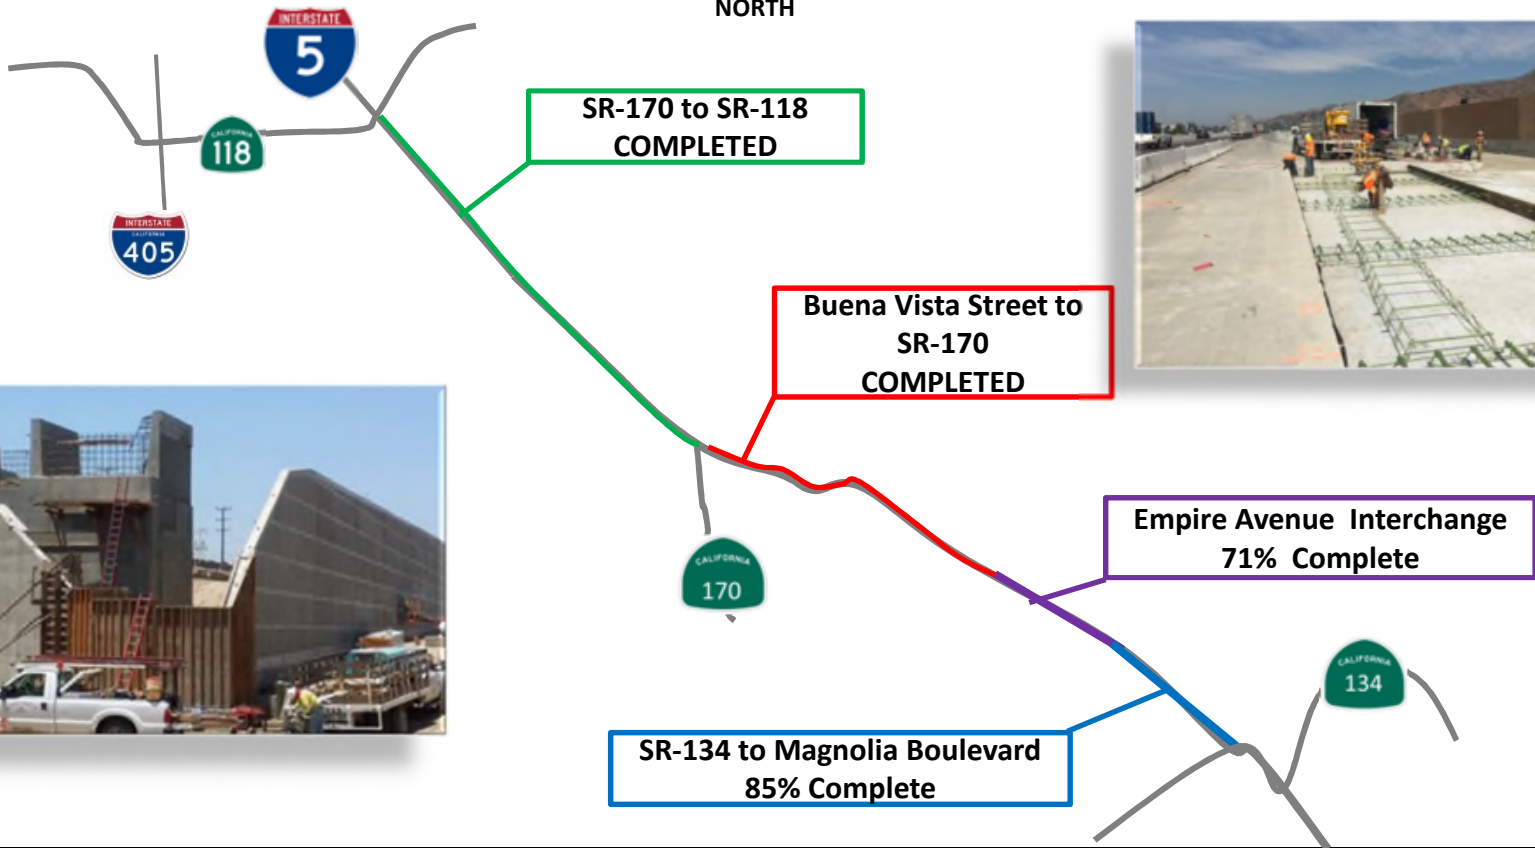 NORTH
INTERSTATE
5
SR-170 to SR-118
COMPLETED
CALIFORNIA
118
INTERSTATE
CALIFORNIA
405
Buena Vista Street to
SR-170
COMPLETED
Empire Avenue Interchange
71% Complete
CALIFORNIA
170
CALIFORNIA
134
SR-134 to Magnolia Boulevard
85% Complete